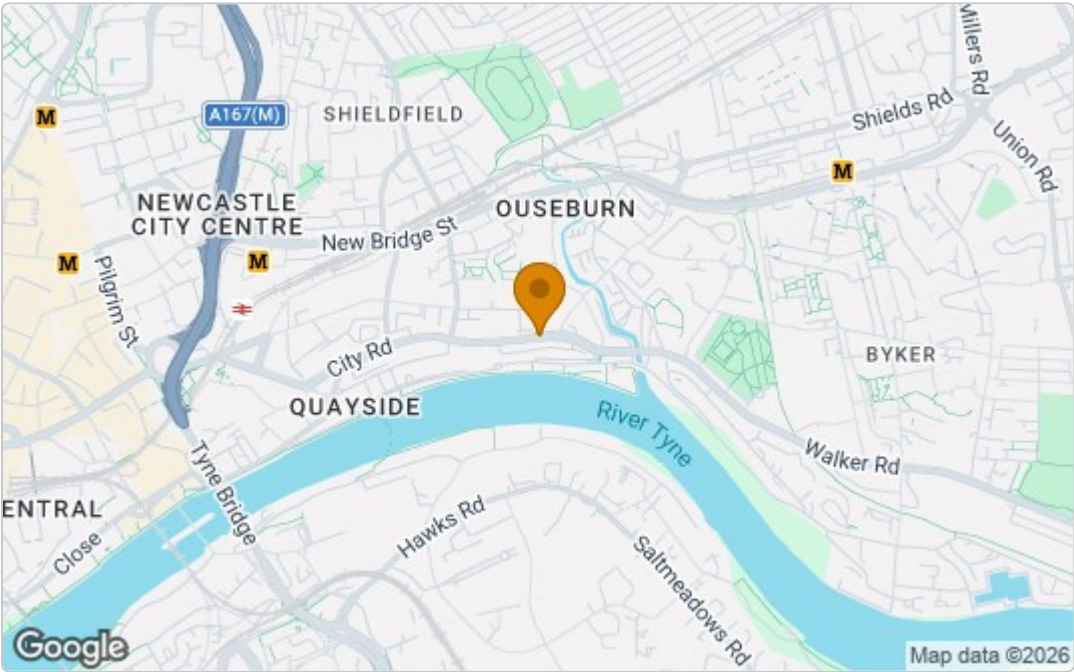 Millers Rd
A167(M)
SHIELDFIELD
Shields Rd
M
Union Rd
M
NEWCASTLE
CITY CENTRE
OUSEBURN
New Bridge St
M
M
Pilgrim St
City Rd
BYKER
QUAYSIDE
River Tyne
Walker Rd
Tyne Bridge
ENTRAL
Hawks Rd
Close
Saltmeadows Rd
Google
Map data ©2026